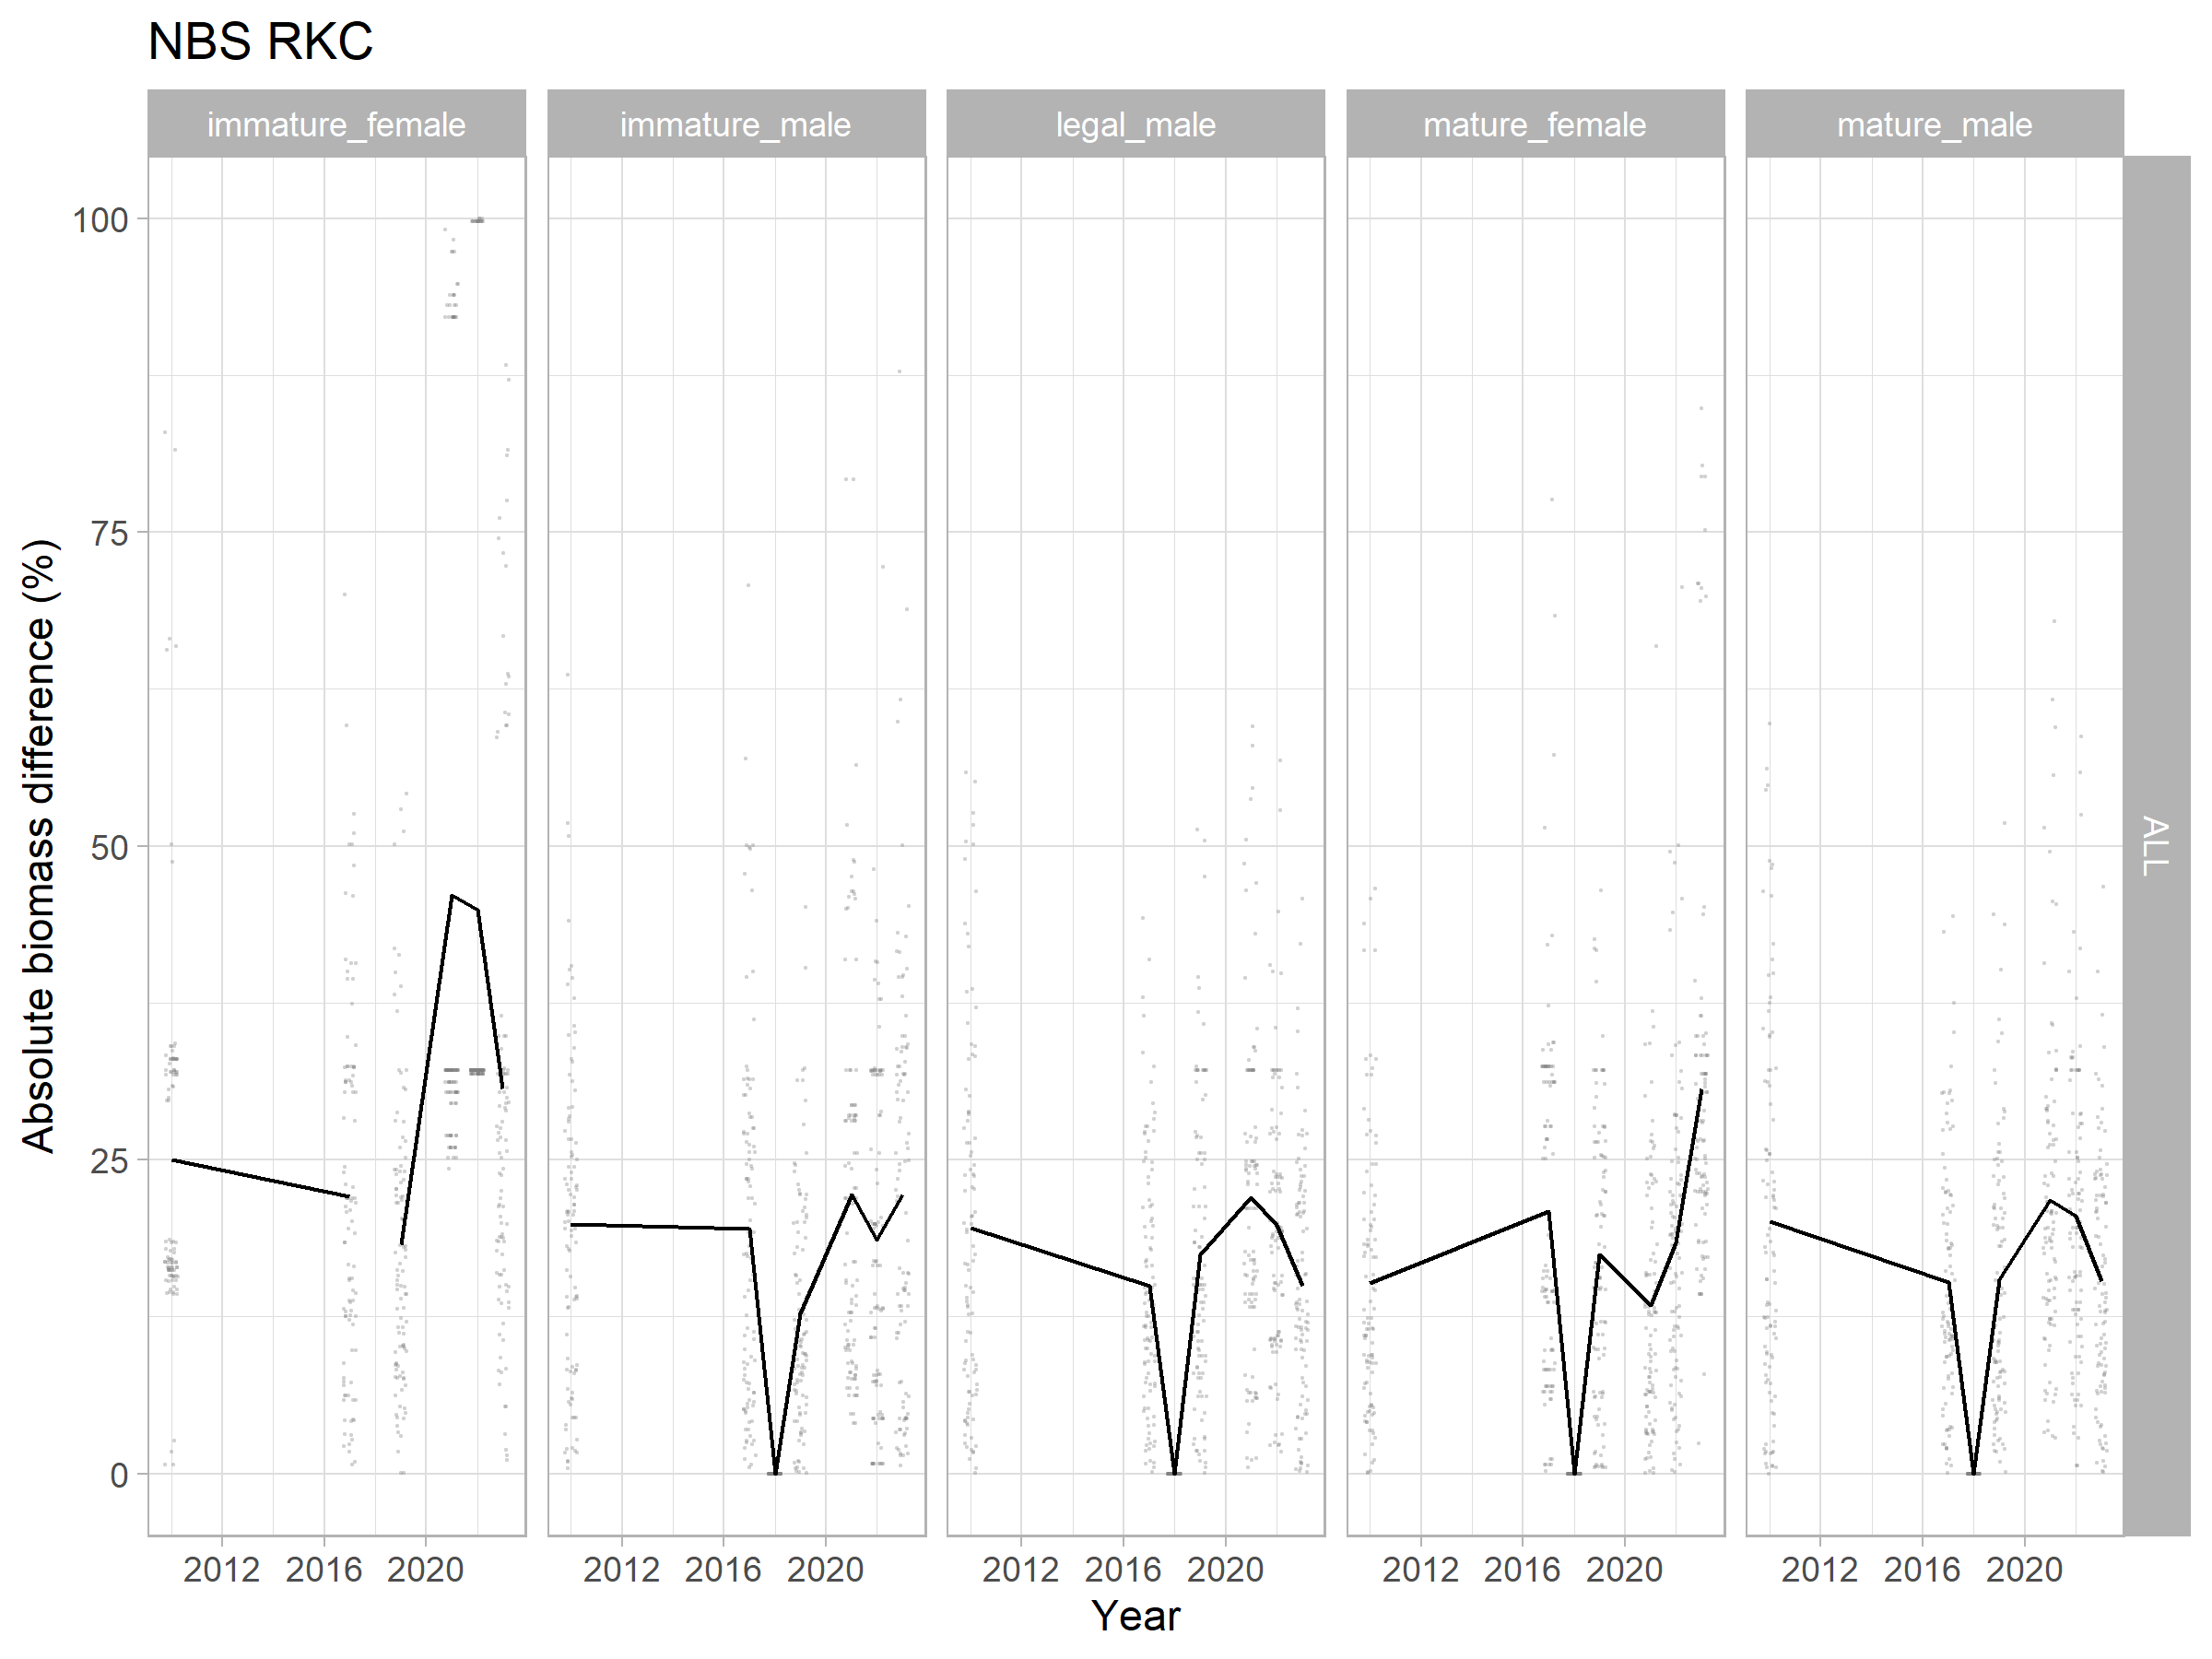 NBS RKC
immature_female immature_male legal_male mature_female mature_male
ALL
Absolute biomass difference (%)
100
75
50
25
0
2012 2016 2020 2012 2016 2020 2012 2016 2020 2012 2016 2020 2012 2016 2020
Year